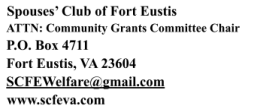 Spouses' Club of Fort Eustis
ATTN: Community Grants Committee Chair
P.O. Box 4711
Fort Eustis, VA 23604
SCFEWelfare@gmail.com
www.scfeva.com